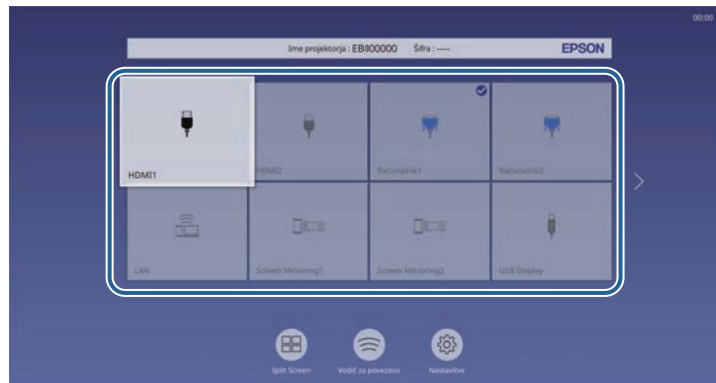 00:00
Ime projektorja : EB800000 Šifra : ---- EPSON
HDMI1 HDMI2 Računalnik1 Računalnik2
LAN Screen Mirroring1 Screen Mirroring2 USB Display
Split Screen Vodič za povezavo Nastavitve